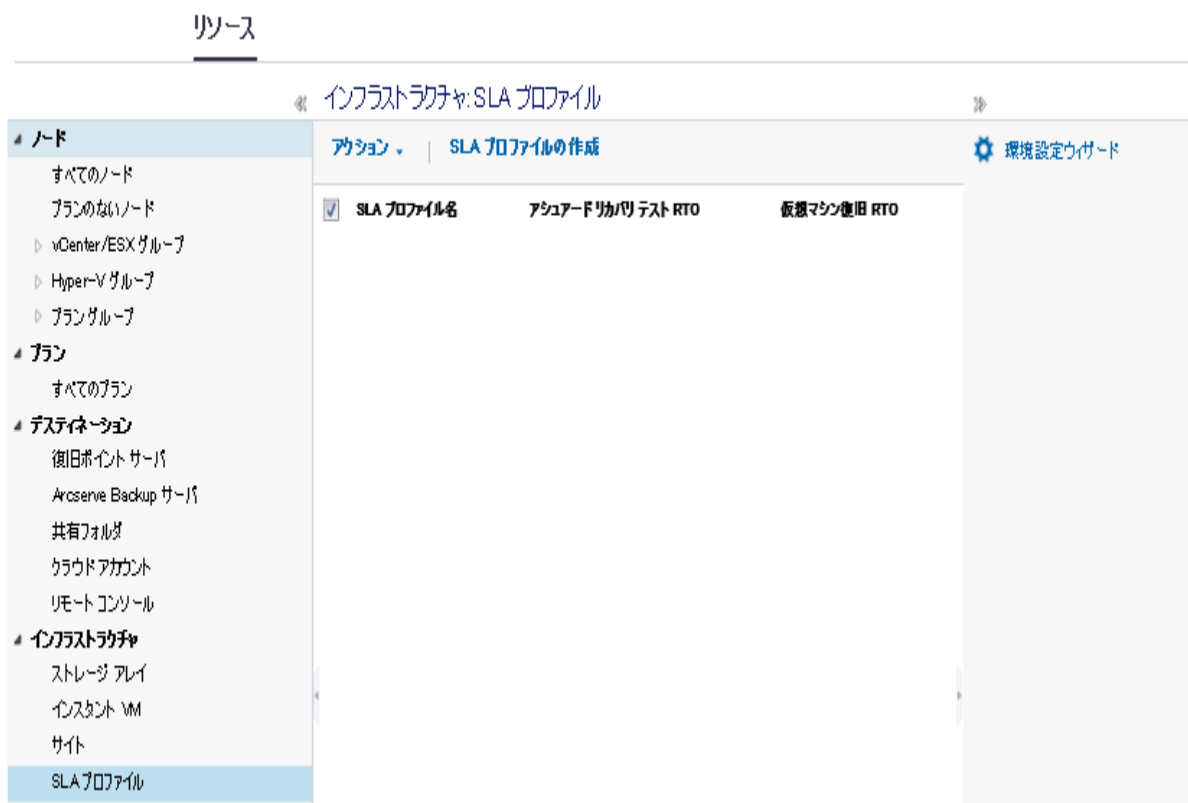 リソース
インフラストラクチャ: SLA プロファイル
ノード
すべてのノード
プランのないノード
vCenter/ESX グループ
Hyper-V グループ
プラン グループ
プラン
すべてのプラン
デスティネーション
復旧ポイント サーバ
Arcserve Backup サーバ
共有フォルダ
クラウド アカウント
リモート コンソール
インフラストラクチャ
ストレージ アレイ
インスタント VM
サイト
SLA プロファイル
アクション | SLA プロファイルの作成
SLA プロファイル名 アシュアード リカバリ テスト RTO 仮想マシン復旧 RTO
環境設定ウィザード